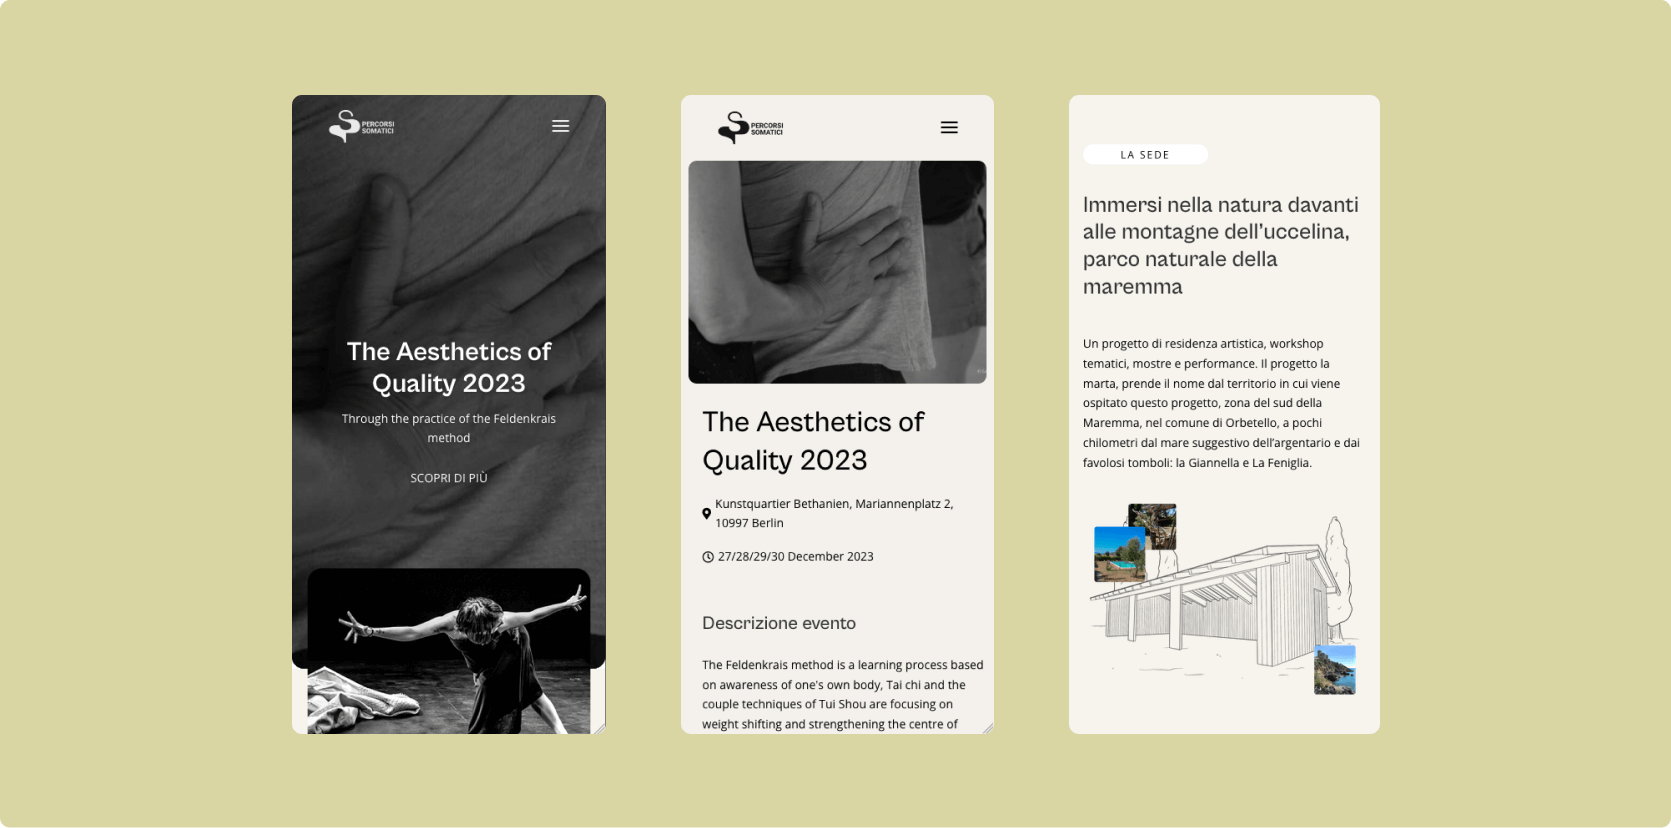 PERCORSI
SOMATICI
The Aesthetics of
Quality 2023
Through the practice of the Feldenkrais
method
SCOPRI DI PIÙ
PERCORSI
SOMATICI
The Aesthetics of
Quality 2023
Kunstquartier Bethanien, Mariannenplatz 2,
10997 Berlin
27/28/29/30 December 2023
Descrizione evento
The Feldenkrais method is a learning process based
on awareness of one's own body, Tai chi and the
couple techniques of Tui Shou are focusing on
weight shifting and strengthening the centre of
LA SEDE
Immersi nella natura davanti
alle montagne dell'uccelina,
parco naturale della
maremma
Un progetto di residenza artistica, workshop
tematici, mostre e performance. Il progetto la
marta, prende il nome dal territorio in cui viene
ospitato questo progetto, zona del sud della
Maremma, nel comune di Orbetello, a pochi
chilometri dal mare suggestivo dell'argentario e dai
favolosi tomboli: la Giannella e La Feniglia.